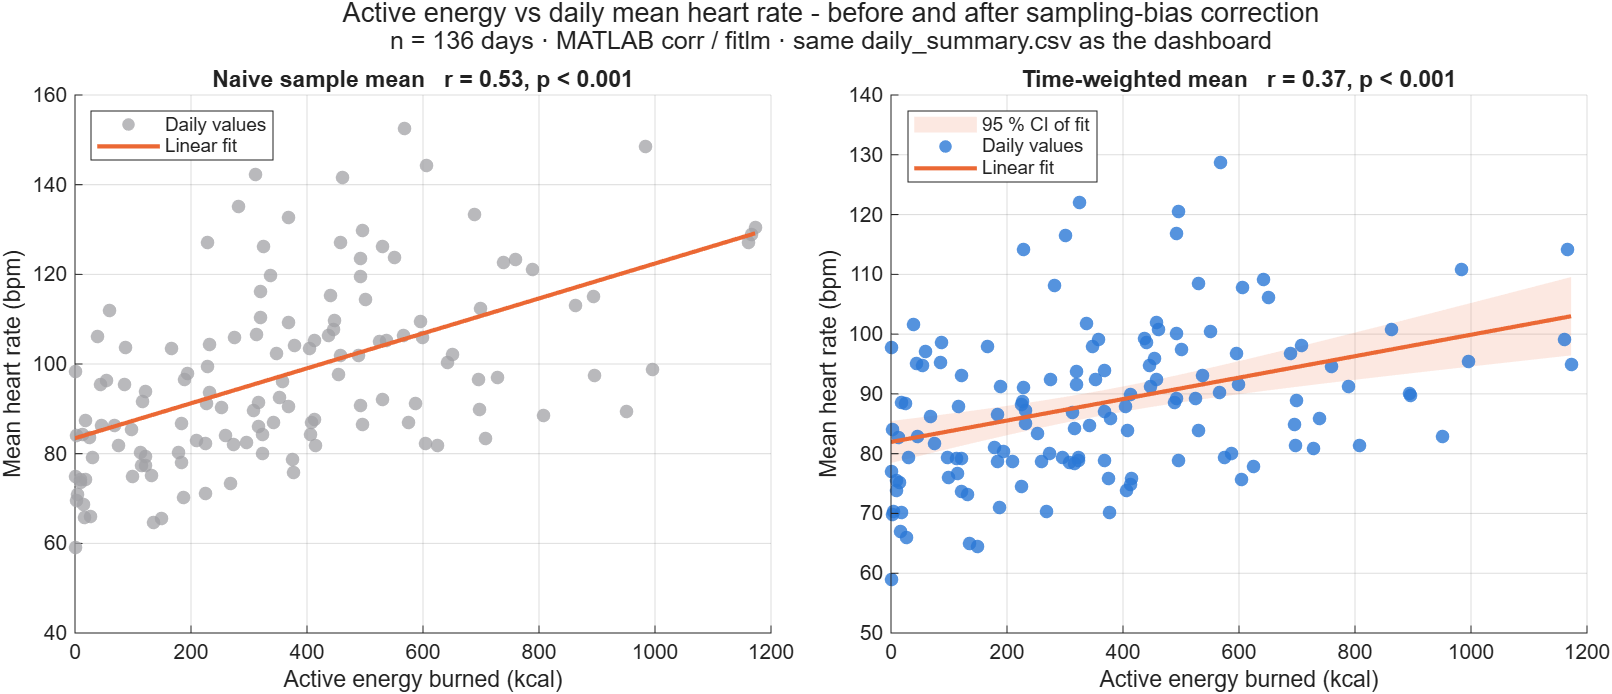 Active energy vs daily mean heart rate - before and after sampling-bias correction
n = 136 days · MATLAB corr / fitlm · same daily_summary.csv as the dashboard
Naive sample mean   r = 0.53, p < 0.001
160
140
120
100
80
60
40
Mean heart rate (bpm)
Daily values
Linear fit
0
200
400
600
800
1000
1200
Active energy burned (kcal)
Time-weighted mean   r = 0.37, p < 0.001
140
130
120
110
100
90
80
70
60
50
Mean heart rate (bpm)
95 % CI of fit
Daily values
Linear fit
0
200
400
600
800
1000
1200
Active energy burned (kcal)